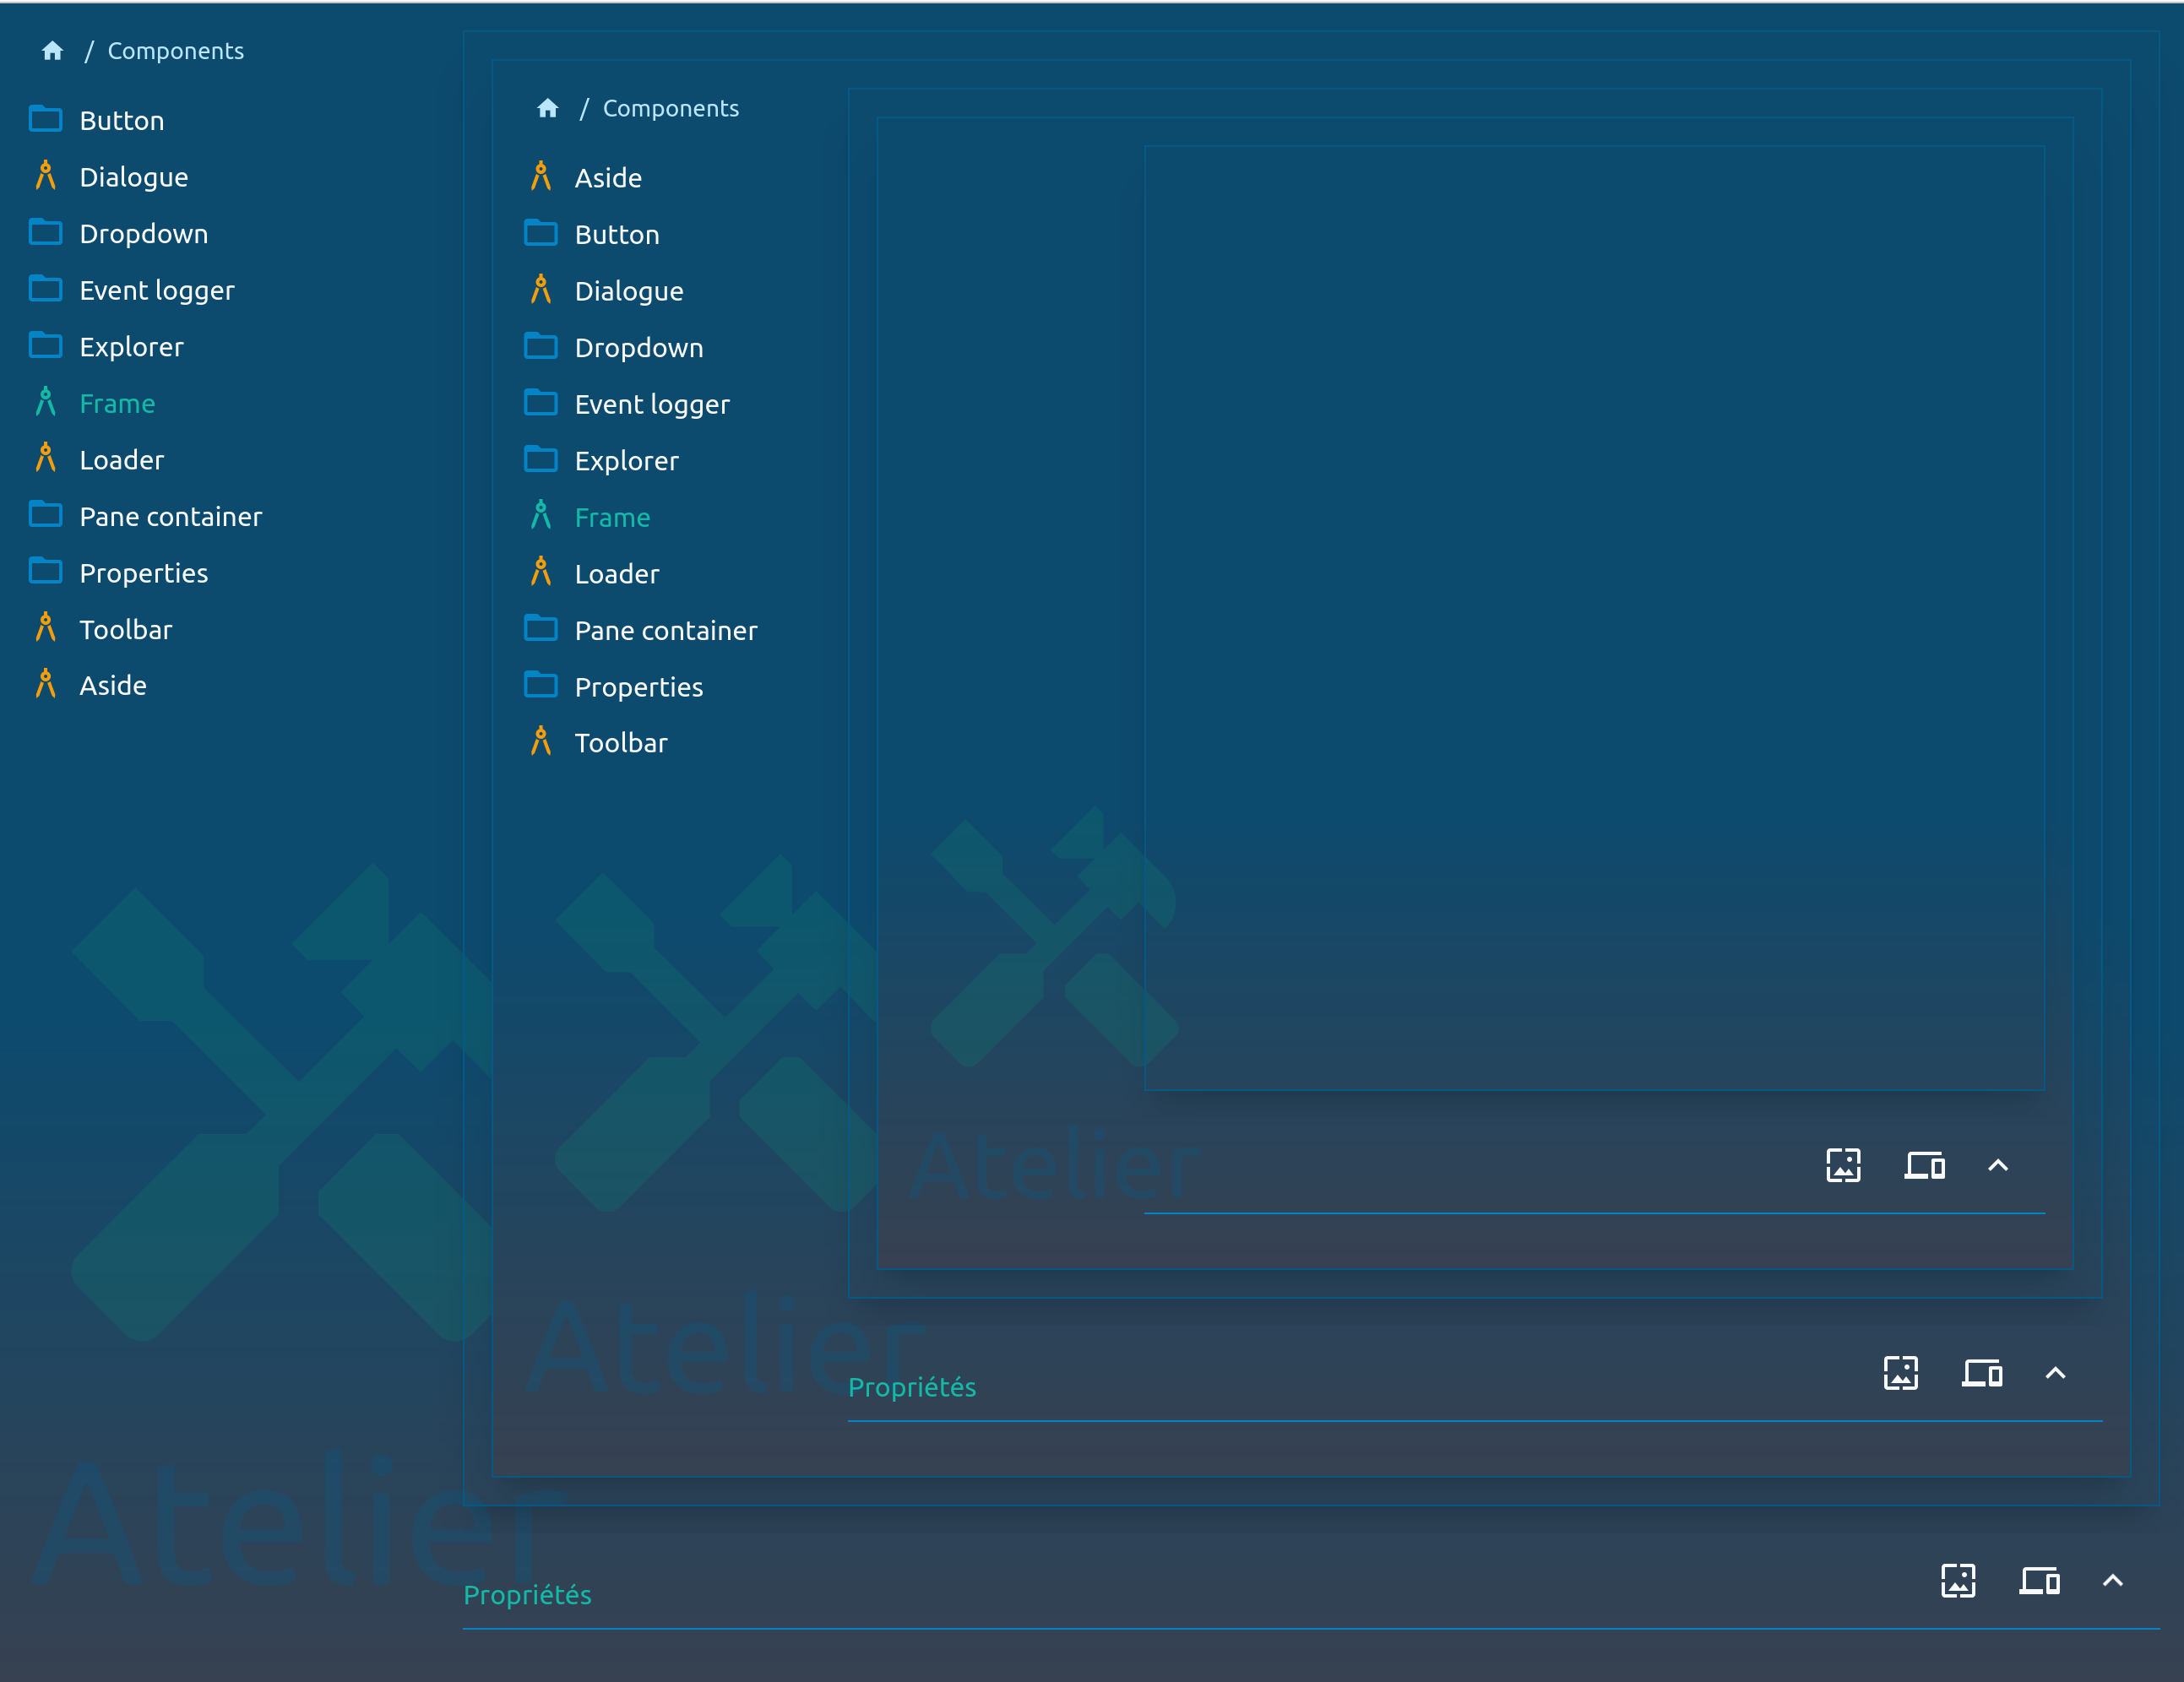 / Components
Button
Dialogue
Dropdown
Event logger
Explorer
Frame
Loader
Pane container
Properties
Toolbar
Aside
Atelier
/ Components
Aside
Button
Dialogue
Dropdown
Event logger
Explorer
Frame
Loader
Pane container
Properties
Toolbar
Atelier
Atelier
Propriétés
Propriétés